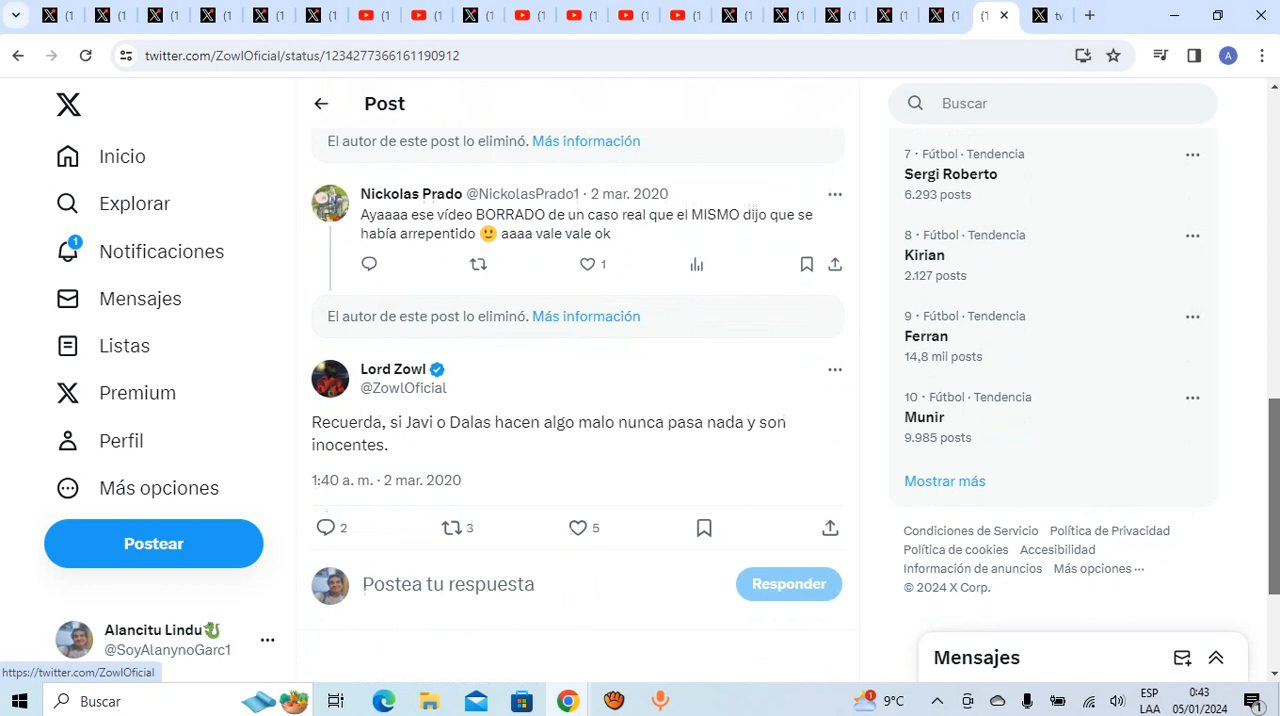 twitter.com/ZowlOficial/status/1234277366161190912
A
Post
Buscar
Inicio
Explorar
1
Notificaciones
Mensajes
Listas
Premium
Perfil
Más opciones
Postear
Alancitu Lindu🐍
@SoyAlanynoGarc1
https://twitter.com/ZowlOficial
El autor de este post lo eliminó. Más información
Nickolas Prado @NickolasPrado1 · 2 mar. 2020
Ayaaaa ese vídeo BORRADO de un caso real que el MISMO dijo que se
había arrepentido 🙂 aaaa vale vale ok
1
El autor de este post lo eliminó. Más información
Lord Zowl
@ZowlOficial
Recuerda, si Javi o Dalas hacen algo malo nunca pasa nada y son
inocentes.
1:40 a. m. · 2 mar. 2020
2 3 5
Postea tu respuesta
Responder
7 · Fútbol · Tendencia
Sergi Roberto
6.293 posts
8 · Fútbol · Tendencia
Kirian
2.127 posts
9 · Fútbol · Tendencia
Ferran
14,8 mil posts
10 · Fútbol · Tendencia
Munir
9.985 posts
Mostrar más
Condiciones de Servicio Política de Privacidad
Política de cookies Accesibilidad
Información de anuncios Más opciones ···
© 2024 X Corp.
Mensajes
Buscar
1
9°C
ESP
LAA
0:43
05/01/2024
1